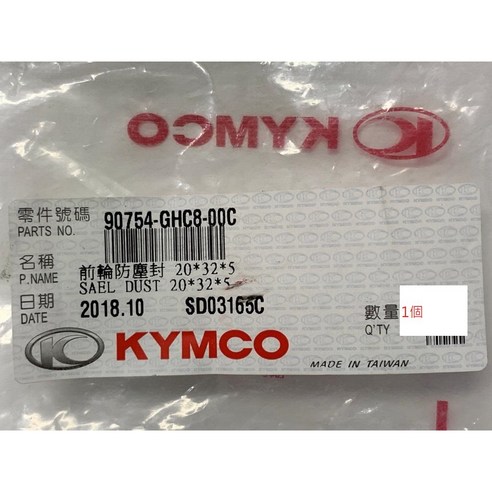 KYMCO
零件號碼
PARTS NO.
90754-GHC8-00C
名稱
P.NAME
前輪防塵封 20*32*5
SAEL DUST 20*32*5
日期
DATE
2018.10
SD03165C
數量
Q'TY
1個
KYMCO
MADE IN TAIWAN